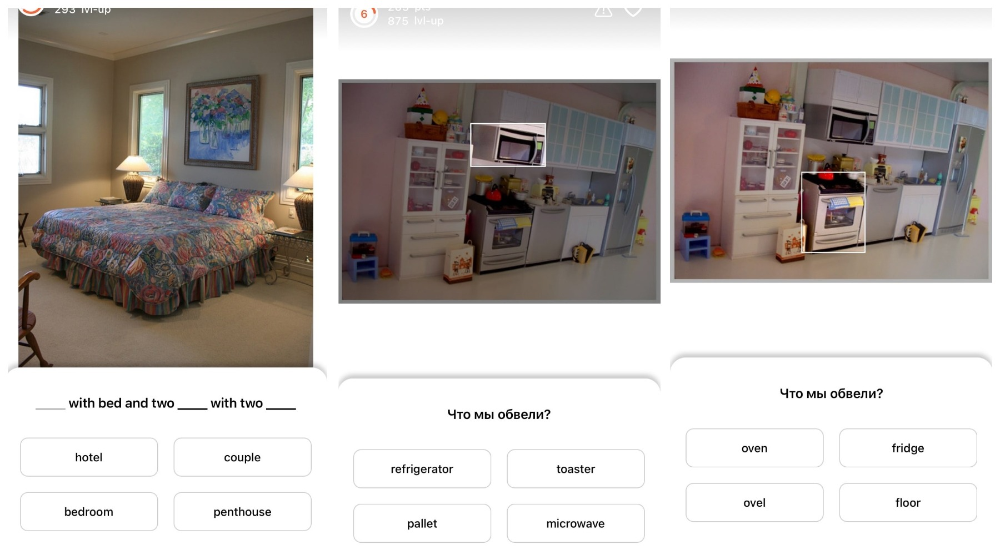 293 lvl-up
____ with bed and two ____ with two ____
hotel
couple
bedroom
penthouse
6
pts
875 lvl-up
Что мы обвели?
refrigerator
toaster
pallet
microwave
Что мы обвели?
oven
fridge
ovel
floor